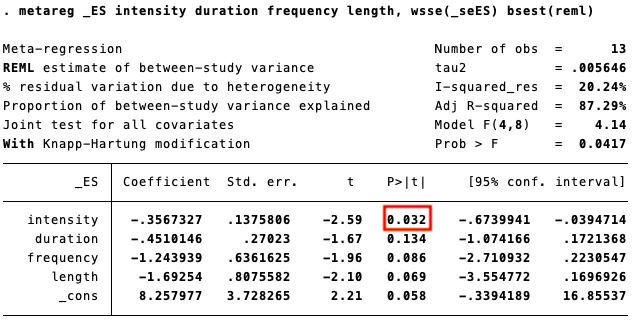 . metareg _ES intensity duration frequency length, wsse(_seES) bsest(reml)
Meta-regression Number of obs = 13
REML estimate of between-study variance tau2 = .005646
% residual variation due to heterogeneity I-squared_res = 20.24%
Proportion of between-study variance explained Adj R-squared = 87.29%
Joint test for all covariates Model F(4,8) = 4.14
With Knapp-Hartung modification Prob > F = 0.0417
_ES Coefficient Std. err. t P>|t| [95% conf. interval]
intensity -.3567327 .1375806 -2.59 0.032 -.6739941 -.0394714
duration -.4510146 .27023 -1.67 0.134 -1.074166 .1721368
frequency -1.243939 .6361625 -1.96 0.086 -2.710932 .2230547
length -1.69254 .8075582 -2.10 0.069 -3.554772 .1696926
_cons 8.257977 3.728265 2.21 0.058 -.3394189 16.85537